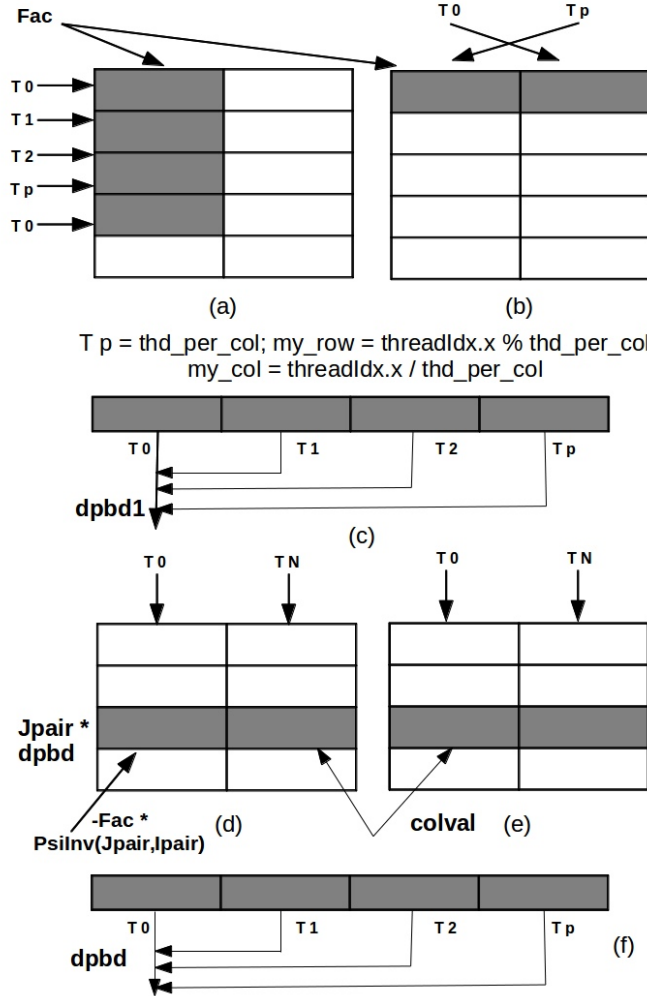 Fac
T 0
T p
T 0
T 1
T 2
T p
T 0
(a)
(b)
T p = thd_per_col; my_row = threadIdx.x % thd_per_col
my_col = threadIdx.x / thd_per_col
T 0
T 1
T 2
T p
dpbd1
(c)
T 0
T N
T 0
T N
Jpair *
dpbd
-Fac *
PsiInv(Jpair,Ipair)
(d)
colval
(e)
T 0
T 1
T 2
T p
dpbd
(f)